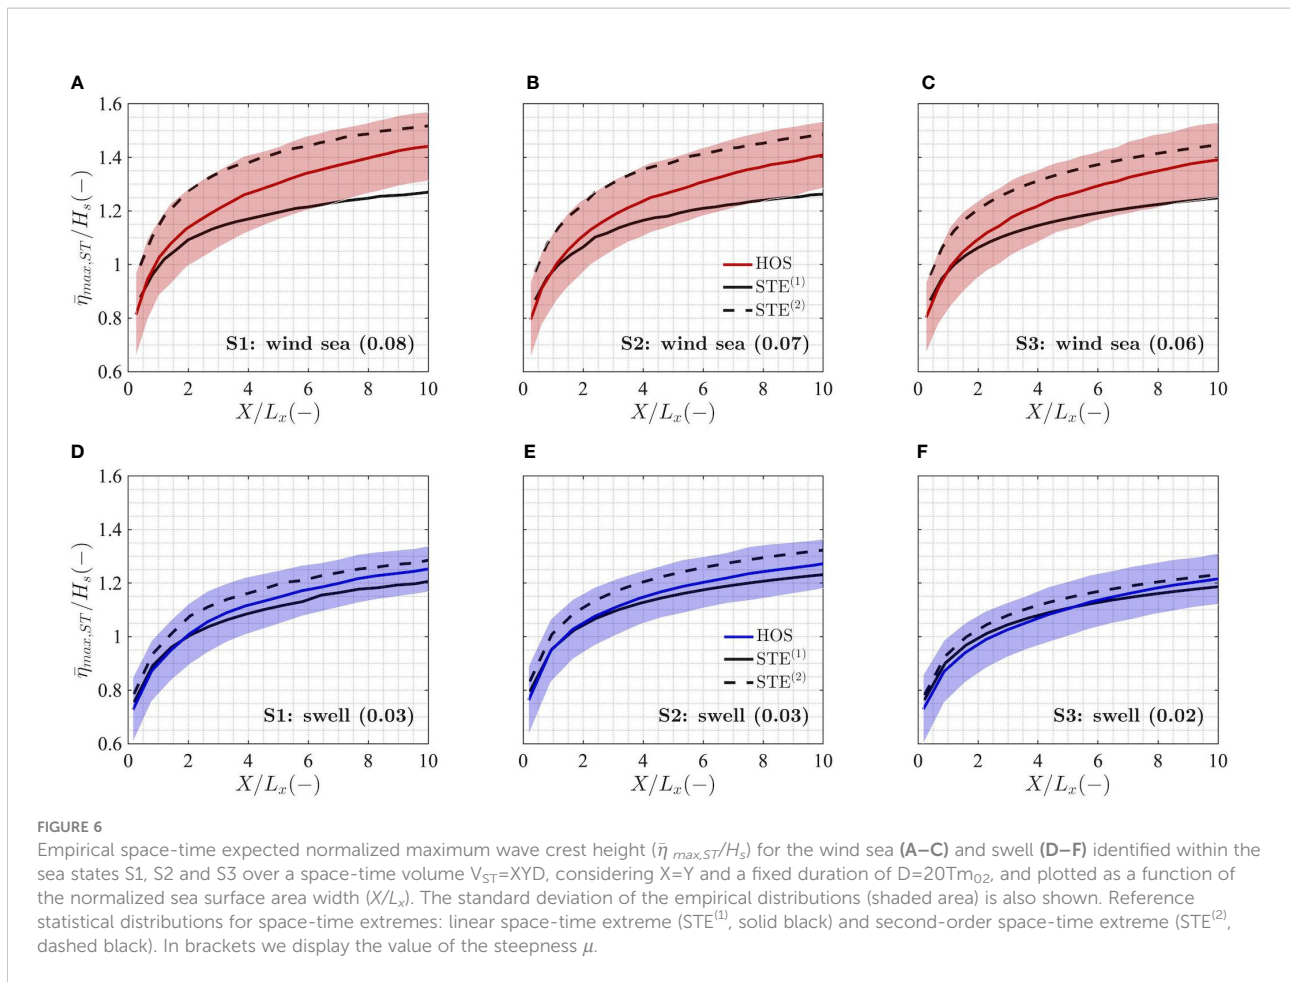 A
B
C
1.6
1.4
1.2
1
0.8
0.6
η̄max,ST/Hs(−)
S1: wind sea (0.08)
0 2 4 6 8 10
X/Lx(−)
HOS
STE(1)
STE(2)
S2: wind sea (0.07)
0 2 4 6 8 10
X/Lx(−)
S3: wind sea (0.06)
0 2 4 6 8 10
X/Lx(−)
D
E
F
1.6
1.4
1.2
1
0.8
0.6
η̄max,ST/Hs(−)
S1: swell (0.03)
0 2 4 6 8 10
X/Lx(−)
HOS
STE(1)
STE(2)
S2: swell (0.03)
0 2 4 6 8 10
X/Lx(−)
S3: swell (0.02)
0 2 4 6 8 10
X/Lx(−)
FIGURE 6
Empirical space-time expected normalized maximum wave crest height (η̄ max,ST/Hs) for the wind sea (A–C) and swell (D–F) identified within the
sea states S1, S2 and S3 over a space-time volume VST=XYD, considering X=Y and a fixed duration of D=20Tm02, and plotted as a function of
the normalized sea surface area width (X/Lx). The standard deviation of the empirical distributions (shaded area) is also shown. Reference
statistical distributions for space-time extremes: linear space-time extreme (STE(1), solid black) and second-order space-time extreme (STE(2),
dashed black). In brackets we display the value of the steepness μ.